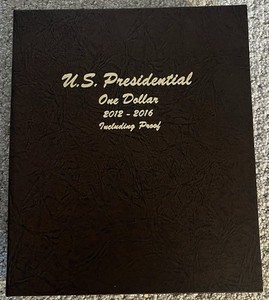 U.S. Presidential
One Dollar
2012 - 2016
Including Proof